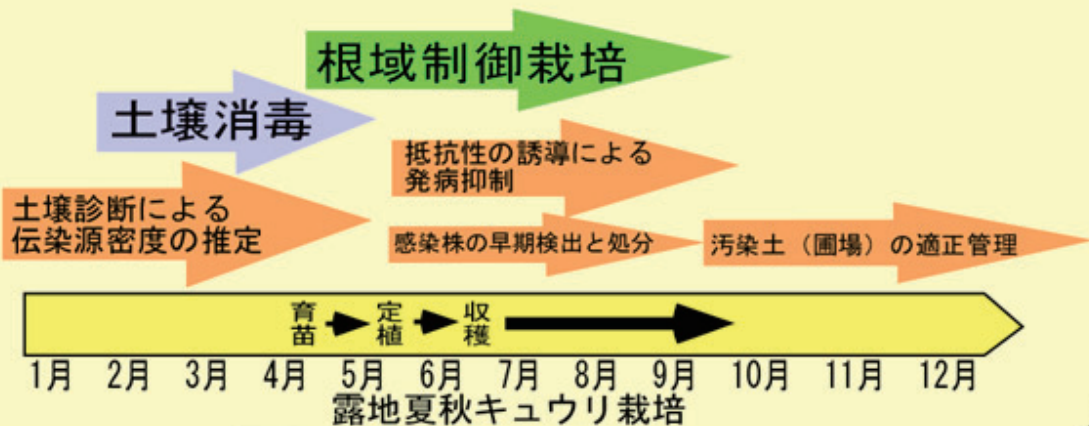 根域制御栽培
土壌消毒
抵抗性の誘導による
発病抑制
土壌診断による
伝染源密度の推定
感染株の早期検出と処分
汚染土（圃場）の適正管理
育苗 定植 収穫
1月 2月 3月 4月 5月 6月 7月 8月 9月 10月 11月 12月
露地夏秋キュウリ栽培